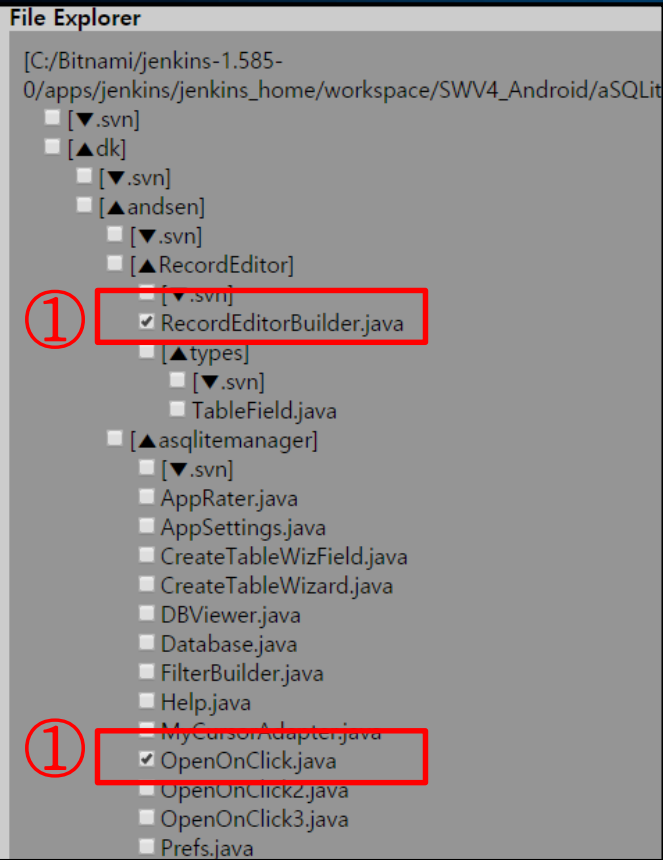 File Explorer
[C:/Bitnami/jenkins-1.585-
0/apps/jenkins/jenkins_home/workspace/SWV4_Android/aSQLit
[▼.svn]
[▲dk]
[▼.svn]
[▲andsen]
[▼.svn]
[▲RecordEditor]
[▼.svn]
① RecordEditorBuilder.java
[▲types]
[▼.svn]
TableField.java
[▲asqlitemanager]
[▼.svn]
AppRater.java
AppSettings.java
CreateTableWizField.java
CreateTableWizard.java
DBViewer.java
Database.java
FilterBuilder.java
Help.java
MyCursorAdapter.java
① OpenOnClick.java
OpenOnClick2.java
OpenOnClick3.java
Prefs.java